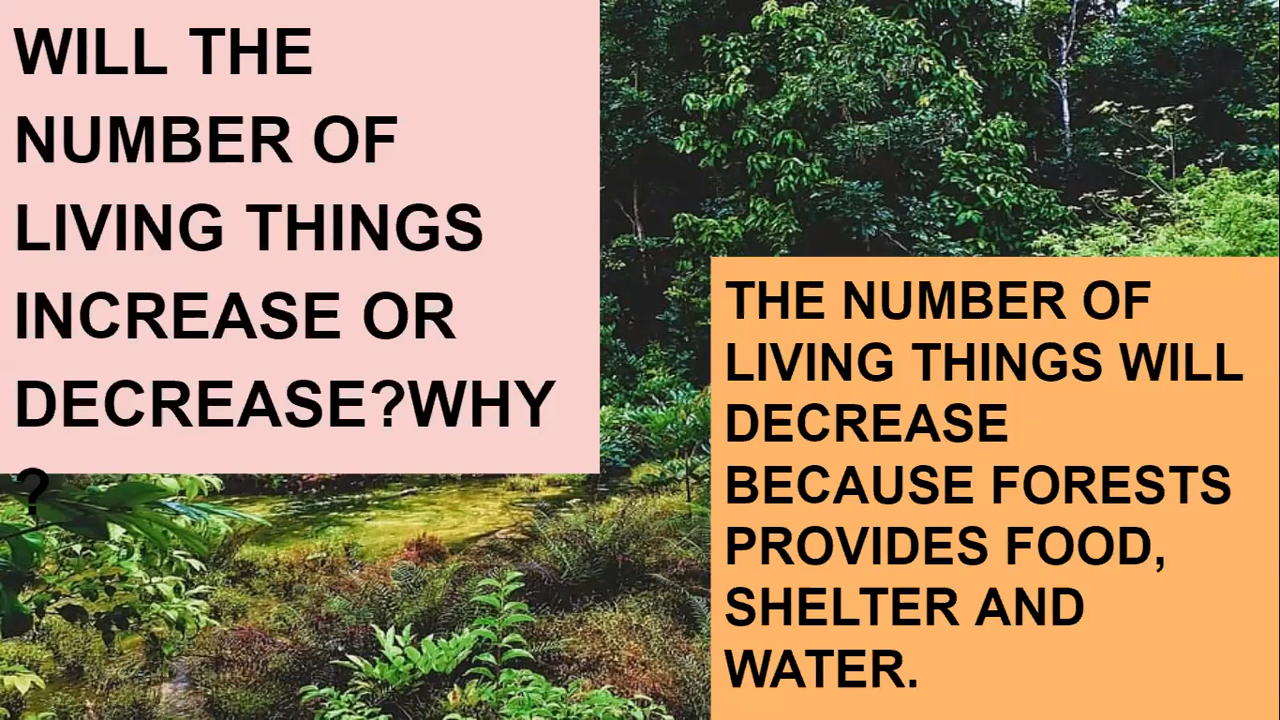 WILL THE
NUMBER OF
LIVING THINGS
INCREASE OR
DECREASE?WHY
?
THE NUMBER OF
LIVING THINGS WILL
DECREASE
BECAUSE FORESTS
PROVIDES FOOD,
SHELTER AND
WATER.